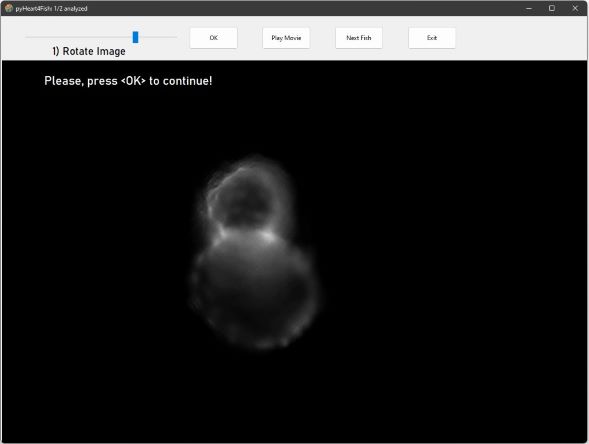 pyHeart4Fish: 1/2 analyzed
OK
Play Movie
Next Fish
Exit
1) Rotate Image
Please, press <OK> to continue!